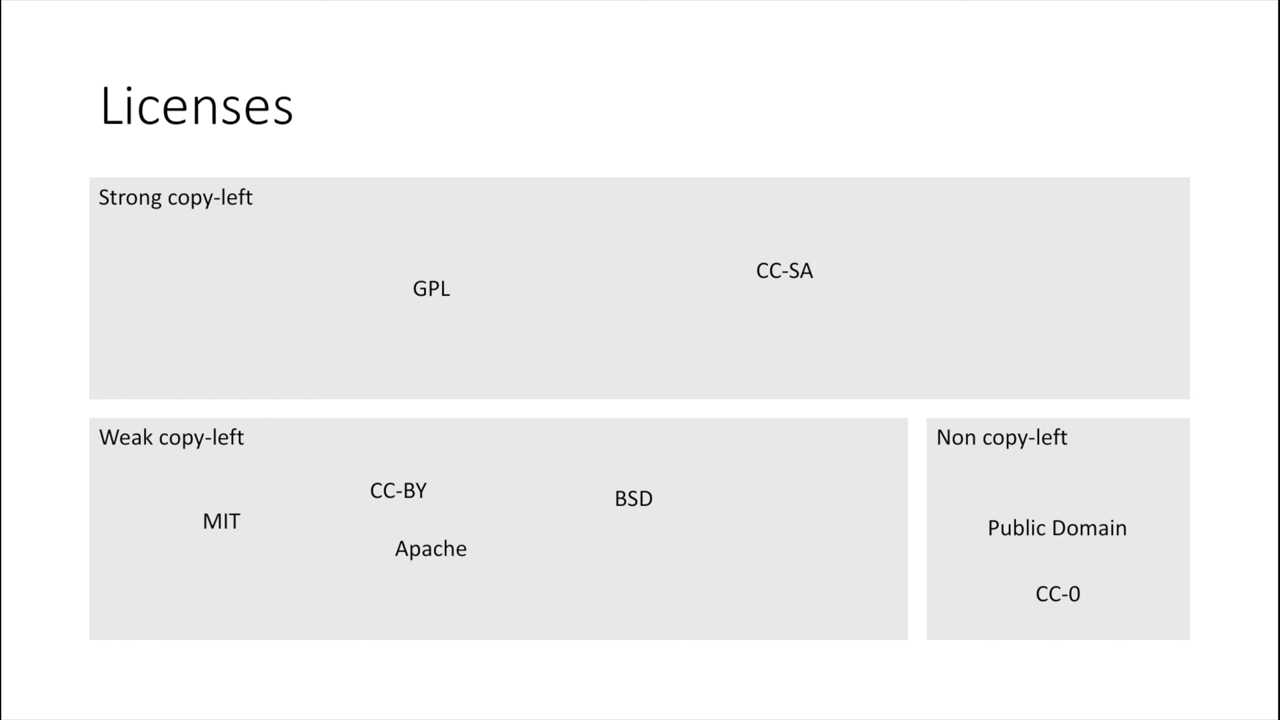 Licenses
Strong copy-left
GPL
CC-SA
Weak copy-left
MIT
CC-BY
Apache
BSD
Non copy-left
Public Domain
CC-0